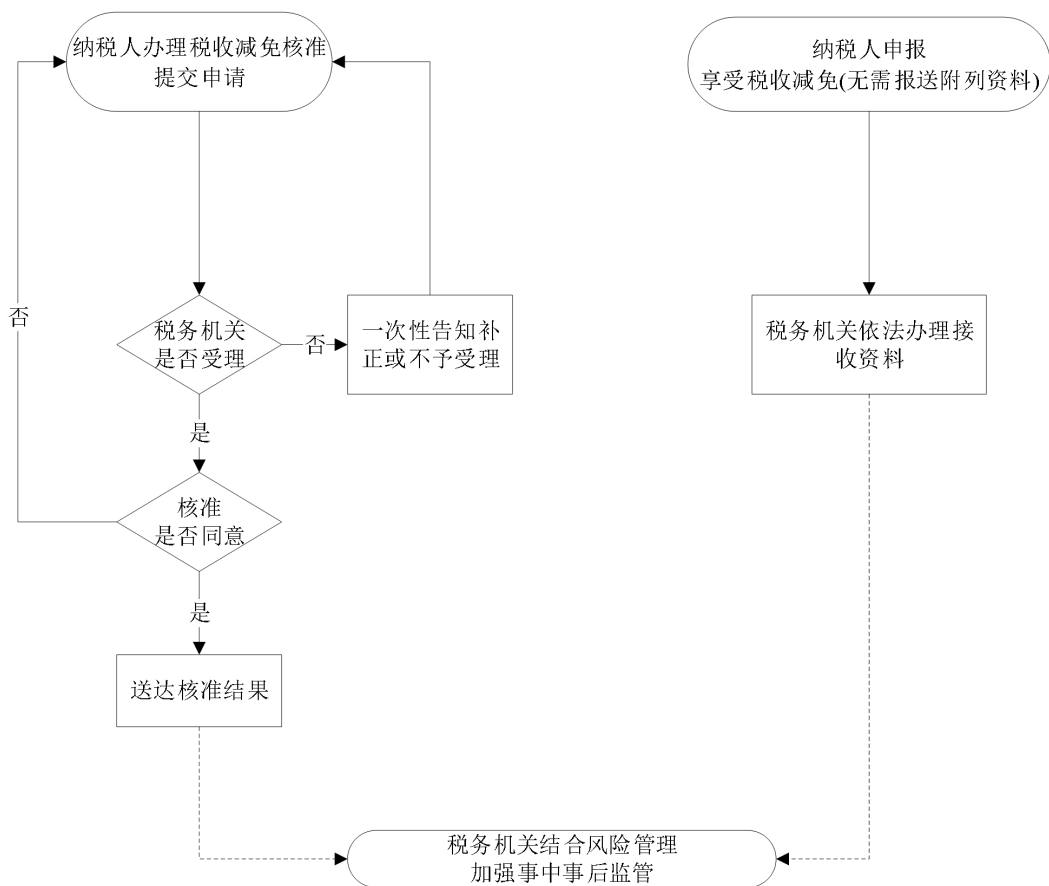 纳税人办理税收减免核准
提交申请
纳税人申报
享受税收减免(无需报送附列资料)
否
税务机关
是否受理
否
一次性告知补
正或不予受理
税务机关依法办理接
收资料
是
核准
是否同意
是
送达核准结果
税务机关结合风险管理
加强事中事后监管